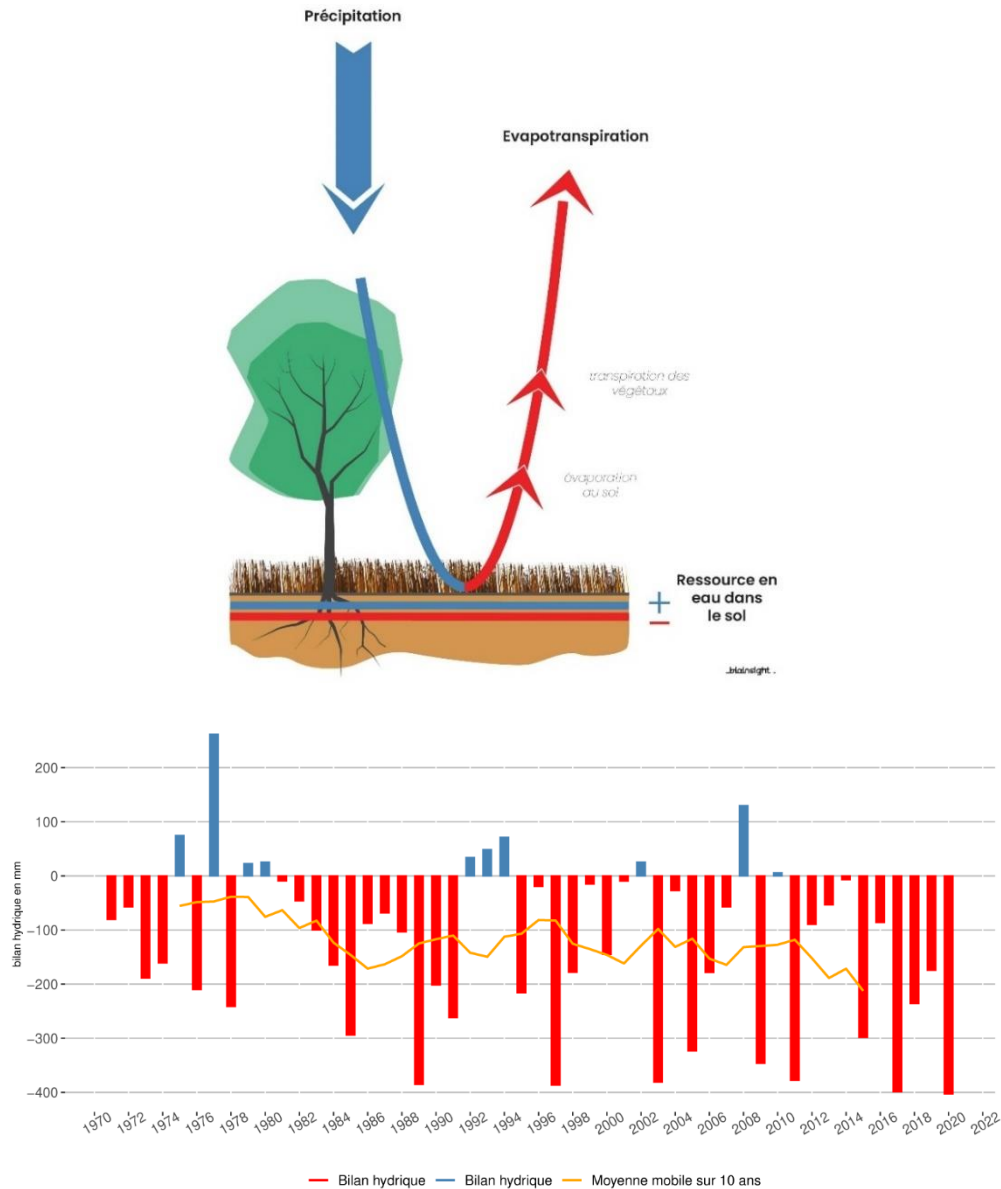 Précipitation
Evapotranspiration
transpiration des
végétaux
évaporation
au sol
Ressource en
eau dans
le sol
+
−
bilan hydrique en mm
200
100
0
−100
−200
−300
−400
1970 1972 1974 1976 1978 1980 1982 1984 1986 1988 1990 1992 1994 1996 1998 2000 2002 2004 2006 2008 2010 2012 2014 2016 2018 2020 2022
Bilan hydrique Bilan hydrique Moyenne mobile sur 10 ans